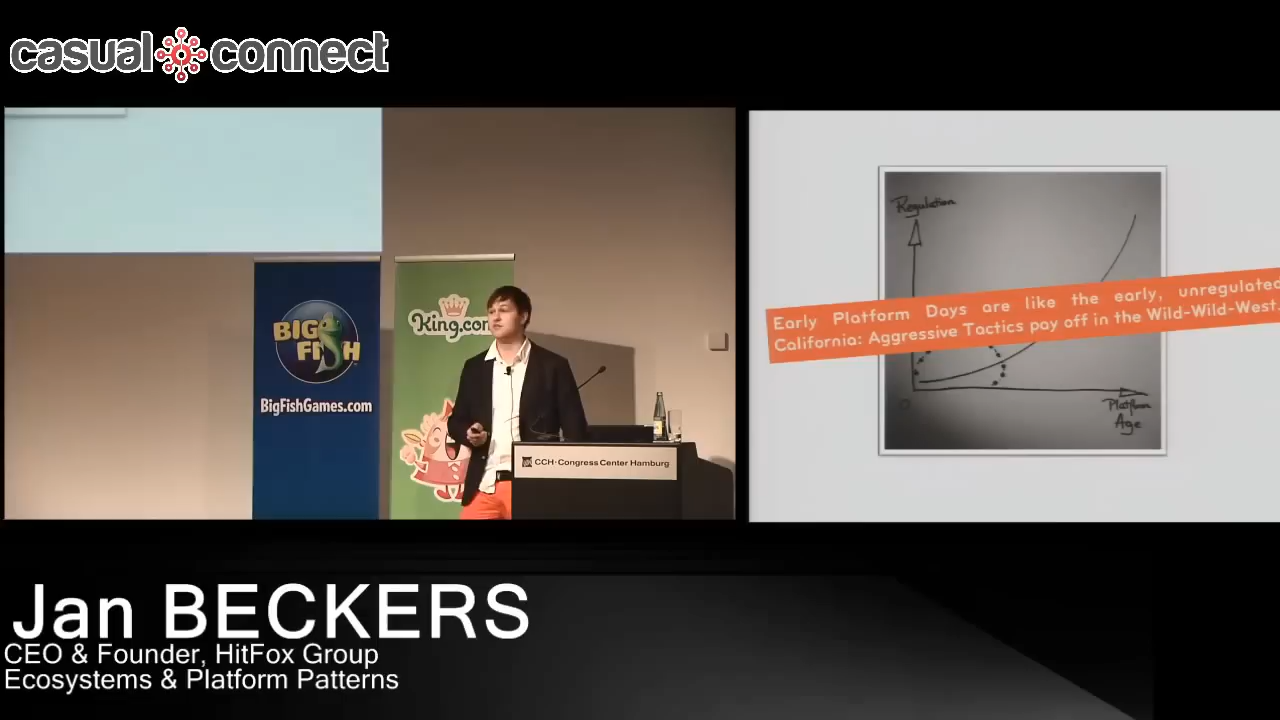 casual connect
BIG
FISH
BigFishGames.com
King.com
CCH·Congress Center Hamburg
Regulation
Early Platform Days are like the early, unregulated
California: Aggressive Tactics pay off in the Wild-Wild-West.
Platform
Age
Jan BECKERS
CEO & Founder, HitFox Group
Ecosystems & Platform Patterns